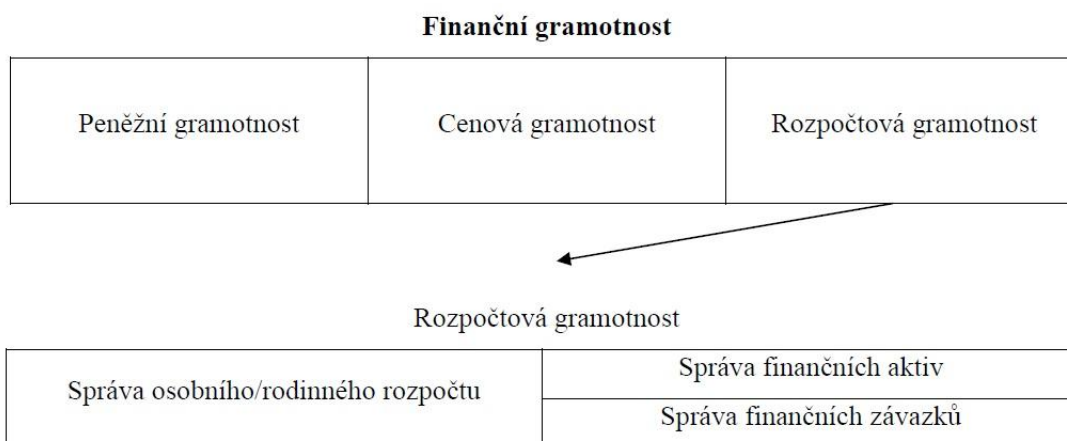 Finanční gramotnost
Peněžní gramotnost
Cenová gramotnost
Rozpočtová gramotnost
Rozpočtová gramotnost
Správa osobního/rodinného rozpočtu
Správa finančních aktiv
Správa finančních závazků